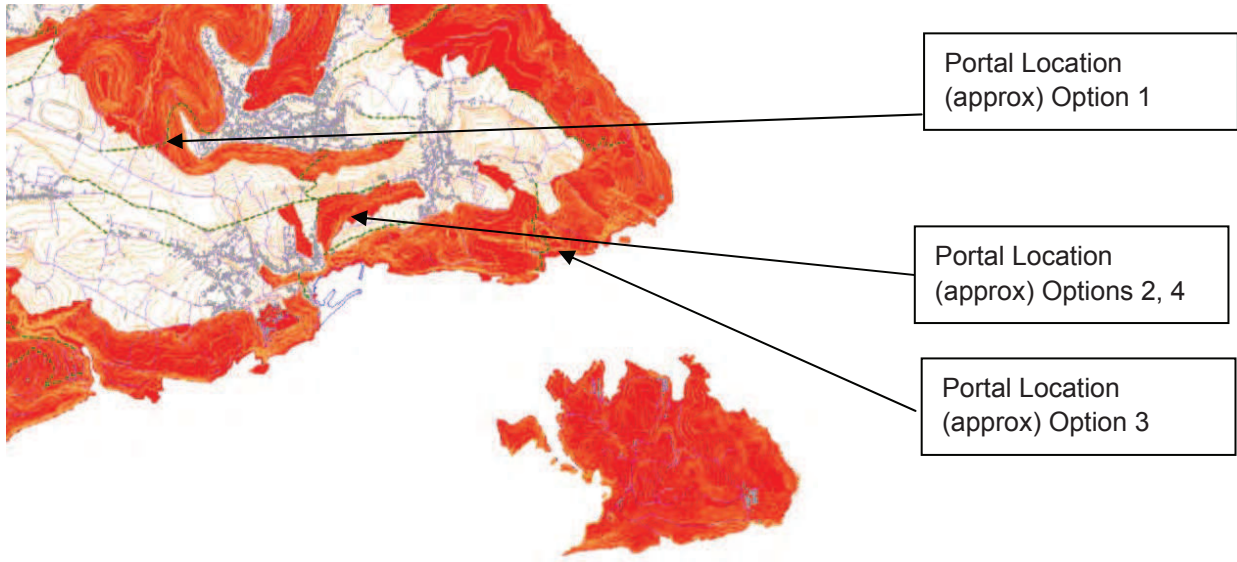 Portal Location
(approx) Option 1
Portal Location
(approx) Options 2, 4
Portal Location
(approx) Option 3